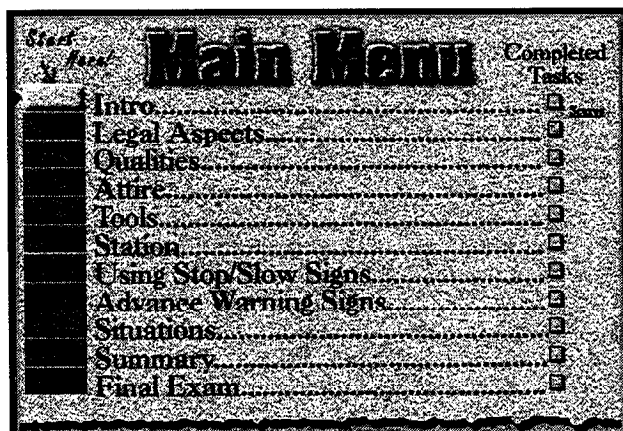 Start
Here!
Main Menu
Completed
Tasks
Intro
Legal Aspects
Qualities
Attire
Tools
Station
Using Stop/Slow Signs
Advance Warning Signs
Situations
Summary
Final Exam